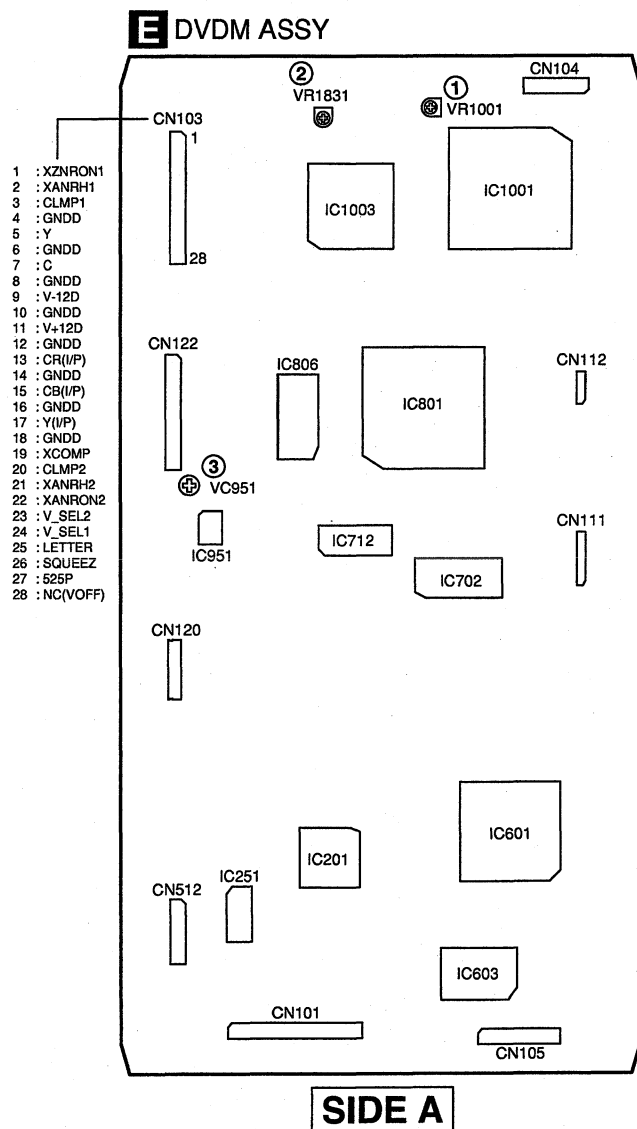 E DVDM ASSY
② ① CN104
VR1831 VR1001
CN103
1
28
1 : XZNRON1
2 : XANRH1
3 : CLMP1
4 : GNDD
5 : Y
6 : GNDD
7 : C
8 : GNDD
9 : V-12D
10 : GNDD
11 : V+12D
12 : GNDD
13 : CR(I/P)
14 : GNDD
15 : CB(I/P)
16 : GNDD
17 : Y(I/P)
18 : GNDD
19 : XCOMP
20 : CLMP2
21 : XANRH2
22 : XANRON2
23 : V_SEL2
24 : V_SEL1
25 : LETTER
26 : SQUEEZ
27 : 525P
28 : NC(VOFF)
IC1003
IC1001
CN122
IC806
IC801
CN112
③
VC951
IC951
IC712
IC702
CN111
CN120
IC201
IC601
IC251
CN512
IC603
CN101
CN105
SIDE A